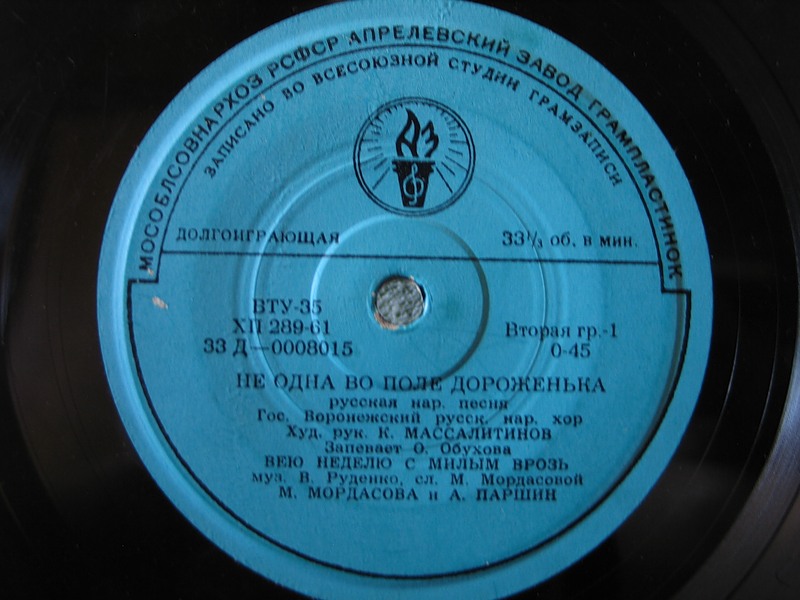 МОСОБЛСОВНАРХОЗ РСФСР АПРЕЛЕВСКИЙ ЗАВОД ГРАМПЛАСТИНОК
ЗАПИСАНО ВО ВСЕСОЮЗНОЙ СТУДИИ ГРАМЗАПИСИ
АЗ
ДОЛГОИГРАЮЩАЯ 33⅓ об. в мин.
ВТУ-35
ХП 289-61 Вторая гр.-1
33 Д—0008015 0-45
НЕ ОДНА ВО ПОЛЕ ДОРОЖЕНЬКА
русская нар. песня
Гос. Воронежский русск. нар. хор
Худ. рук. К. МАССАЛИТИНОВ
Запевает О. Обухова
ВСЮ НЕДЕЛЮ С МИЛЫМ ВРОЗЬ
муз. В. Руденко, сл. М. Мордасовой
М. МОРДАСОВА и А. ПАРШИН